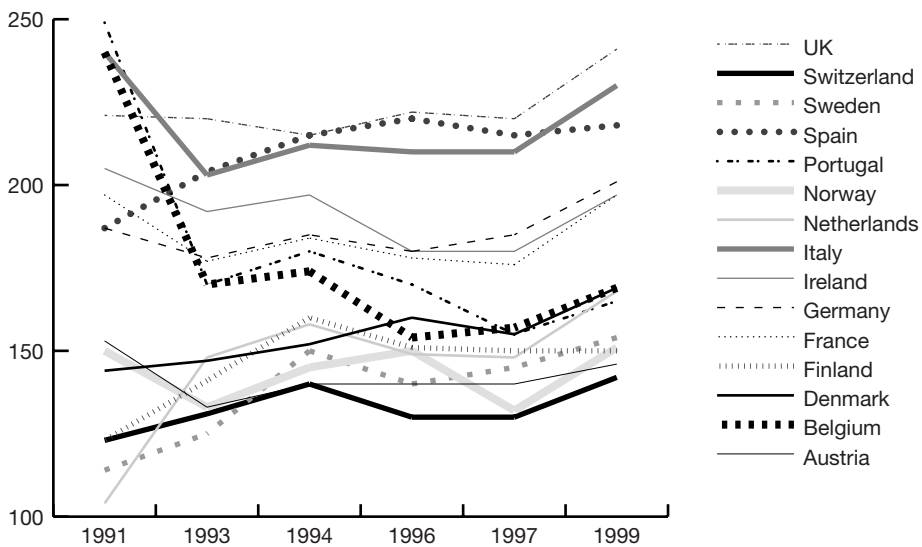 250
200
150
100
1991 1993 1994 1996 1997 1999
UK
Switzerland
Sweden
Spain
Portugal
Norway
Netherlands
Italy
Ireland
Germany
France
Finland
Denmark
Belgium
Austria